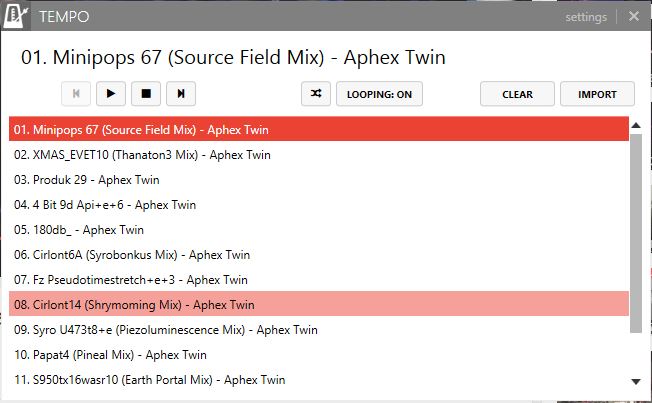 TEMPO settings
01. Minipops 67 (Source Field Mix) - Aphex Twin
LOOPING: ON CLEAR IMPORT
01. Minipops 67 (Source Field Mix) - Aphex Twin
02. XMAS_EVET10 (Thanaton3 Mix) - Aphex Twin
03. Produk 29 - Aphex Twin
04. 4 Bit 9d Api+e+6 - Aphex Twin
05. 180db_ - Aphex Twin
06. Cirlont6A (Syrobonkus Mix) - Aphex Twin
07. Fz Pseudotimestretch+e+3 - Aphex Twin
08. Cirlont14 (Shrymoming Mix) - Aphex Twin
09. Syro U473t8+e (Piezoluminescence Mix) - Aphex Twin
10. Papat4 (Pineal Mix) - Aphex Twin
11. S950tx16wasr10 (Earth Portal Mix) - Aphex Twin